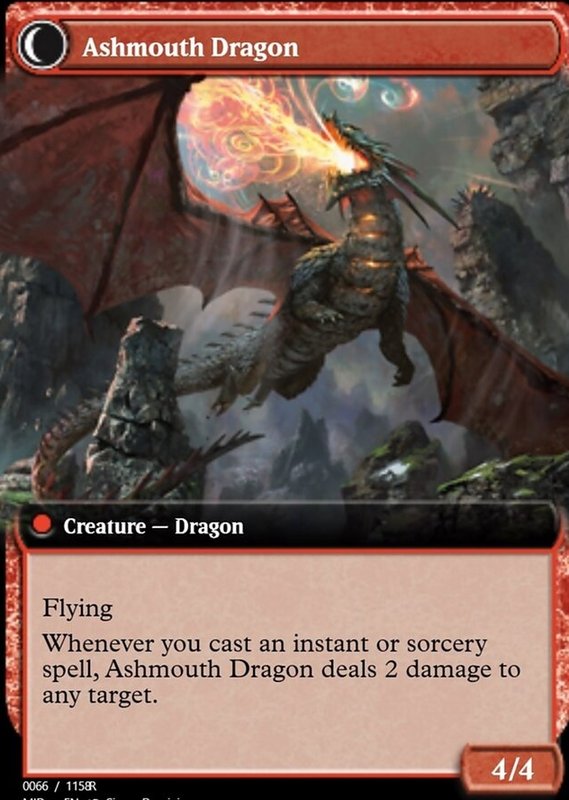 Ashmouth Dragon
Creature — Dragon
Flying
Whenever you cast an instant or sorcery
spell, Ashmouth Dragon deals 2 damage to
any target.
4/4
0066 / 1158R